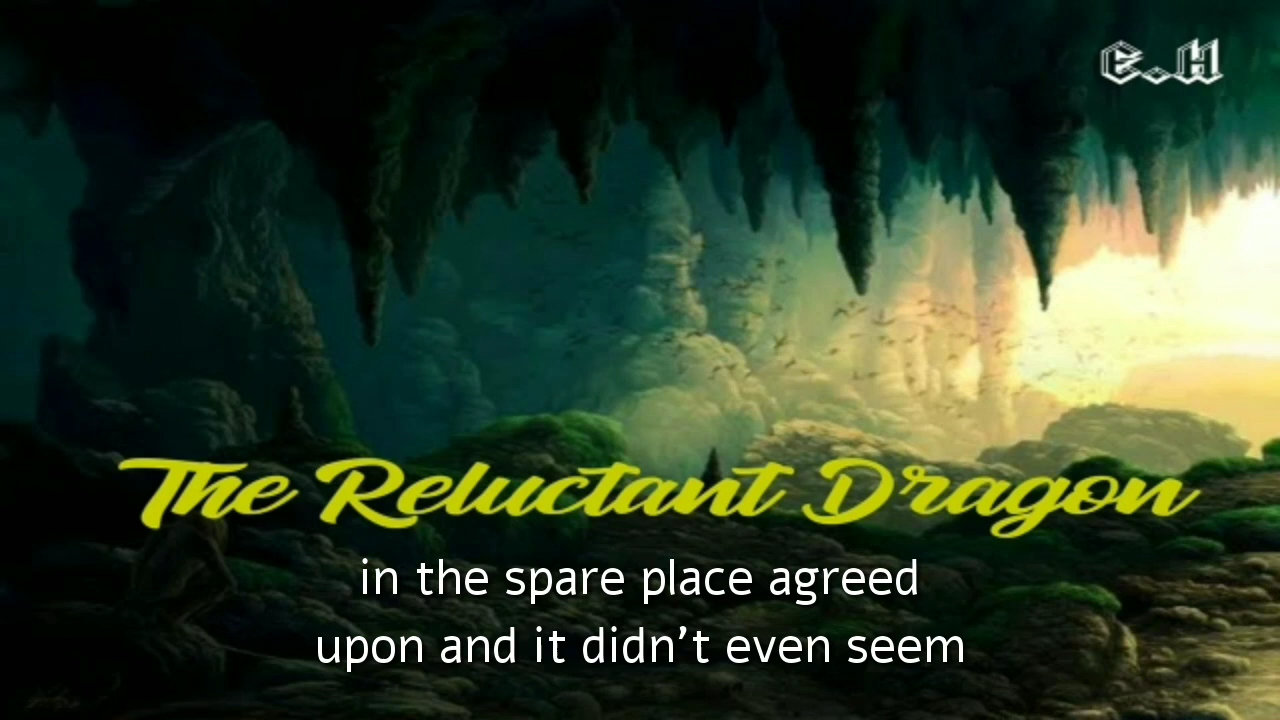 e.H
The Reluctant Dragon
in the spare place agreed
upon and it didn’t even seem